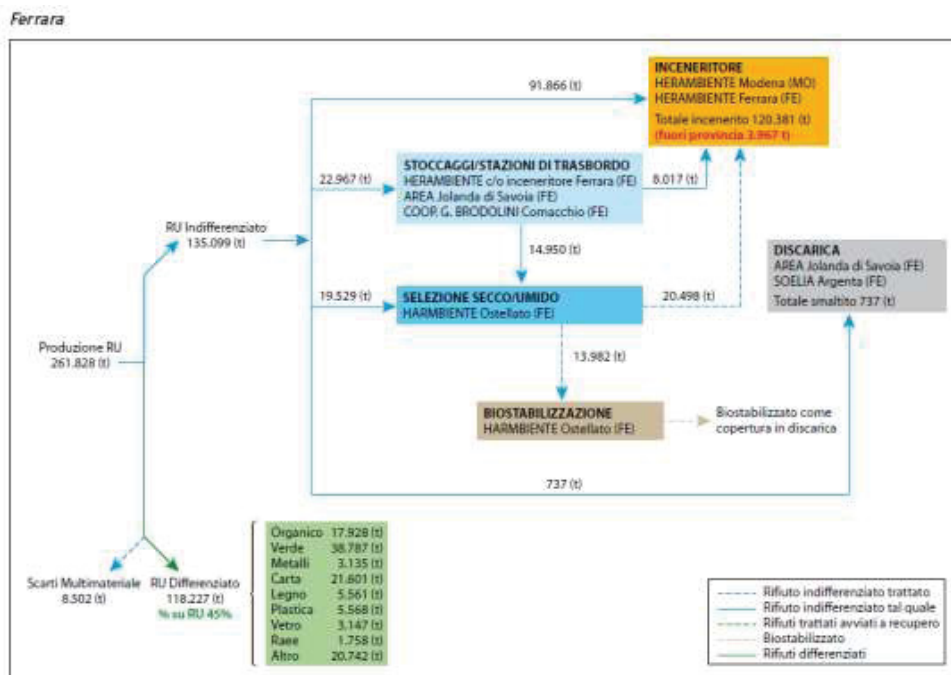 Ferrara
INCENERITORE
HERAMBIENTE Modena (MO)
HERAMBIENTE Ferrara (FE)
Totale incenerito 120.381 (t)
(fuori provincia 3.967 t)
91.866 (t)
STOCCAGGI/STAZIONI DI TRASBORDO
HERAMBIENTE c/o inceneritore Ferrara (FE)
AREA Jolanda di Savoia (FE)
COOP. G. BRODOLINI Comacchio (FE)
22.967 (t)
8.017 (t)
RU Indifferenziato
135.099 (t)
14.950 (t)
DISCARICA
AREA Jolanda di Savoia (FE)
SOELIA Argenta (FE)
Totale smaltito 737 (t)
19.529 (t)
SELEZIONE SECCO/UMIDO
HARMBIENTE Ostellato (FE)
20.498 (t)
Produzione RU
261.828 (t)
13.982 (t)
BIOSTABILIZZAZIONE
HARMBIENTE Ostellato (FE)
Biostabilizzato come
copertura in discarica
737 (t)
Scarti Multimateriale
8.502 (t)
RU Differenziato
118.227 (t)
% su RU 45%
Organico 17.928 (t)
Verde 38.787 (t)
Metalli 3.135 (t)
Carta 21.601 (t)
Legno 5.561 (t)
Plastica 5.568 (t)
Vetro 3.147 (t)
Raee 1.758 (t)
Altro 20.742 (t)
Rifiuto indifferenziato trattato
Rifiuto indifferenziato tal quale
Rifiuti trattati avviati a recupero
Biostabilizzato
Rifiuti differenziati